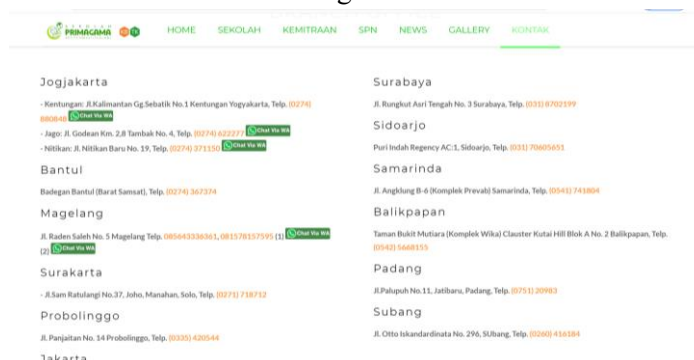 SEKOLAH
PRIMAGAMA
HOME SEKOLAH KEMITRAAN SPN NEWS GALLERY KONTAK
Jogjakarta
- Kentungan: Jl.Kalimantan Gg.Sebatik No.1 Kentungan Yogyakarta, Telp. (0274)
880848 Chat Via WA
- Jago: Jl. Godean Km. 2,8 Tambak No. 4, Telp. (0274) 622277 Chat Via WA
- Nitikan: Jl. Nitikan Baru No. 19, Telp. (0274) 371150 Chat Via WA
Bantul
Badegan Bantul (Barat Samsat), Telp. (0274) 367374
Magelang
Jl. Raden Saleh No. 5 Magelang Telp. 085643336361,081578157595 (1) Chat Via WA
(2) Chat Via WA
Surakarta
- Jl.Sam Ratulangi No.37, Joho, Manahan, Solo, Telp. (0271) 718713
Probolinggo
Jl. Panjaitan No. 14 Probolinggo, Telp. (0335) 420544
Jakarta
Surabaya
Jl. Rungkut Asri Tengah No. 3 Surabaya, Telp. (031) 8702199
Sidoarjo
Puri Indah Regency AC:1, Sidoarjo, Telp. (031) 70605651
Samarinda
Jl. Angklung B-6 (Komplek Prevab) Samarinda, Telp. (0541) 741804
Balikpapan
Taman Bukit Mutiara (Komplek Wika) Clauster Kutai Hill Blok A No. 2 Balikpapan, Telp.
(0542) 5668155
Padang
Jl.Palupuh No.11, Jatibaru, Padang, Telp. (0751) 20983
Subang
Jl. Otto Iskandardinata No. 296, SUbang, Telp. (0260) 416184